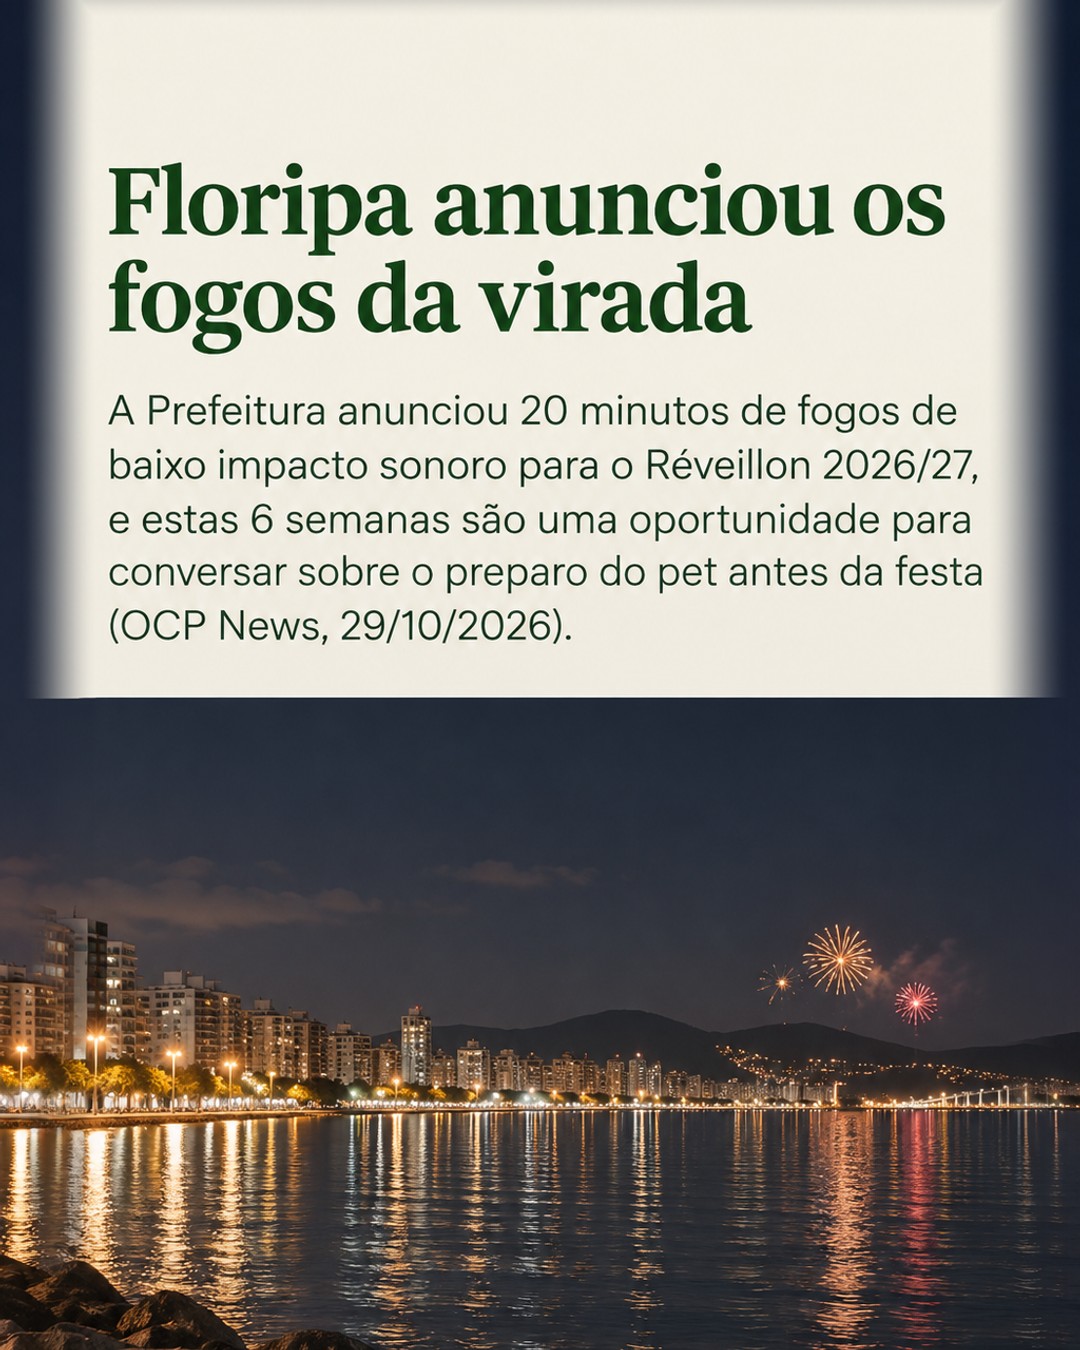 Floripa anunciou os
fogos da virada
A Prefeitura anunciou 20 minutos de fogos de
baixo impacto sonoro para o Réveillon 2026/27,
e estas 6 semanas são uma oportunidade para
conversar sobre o preparo do pet antes da festa
(OCP News, 29/10/2026).